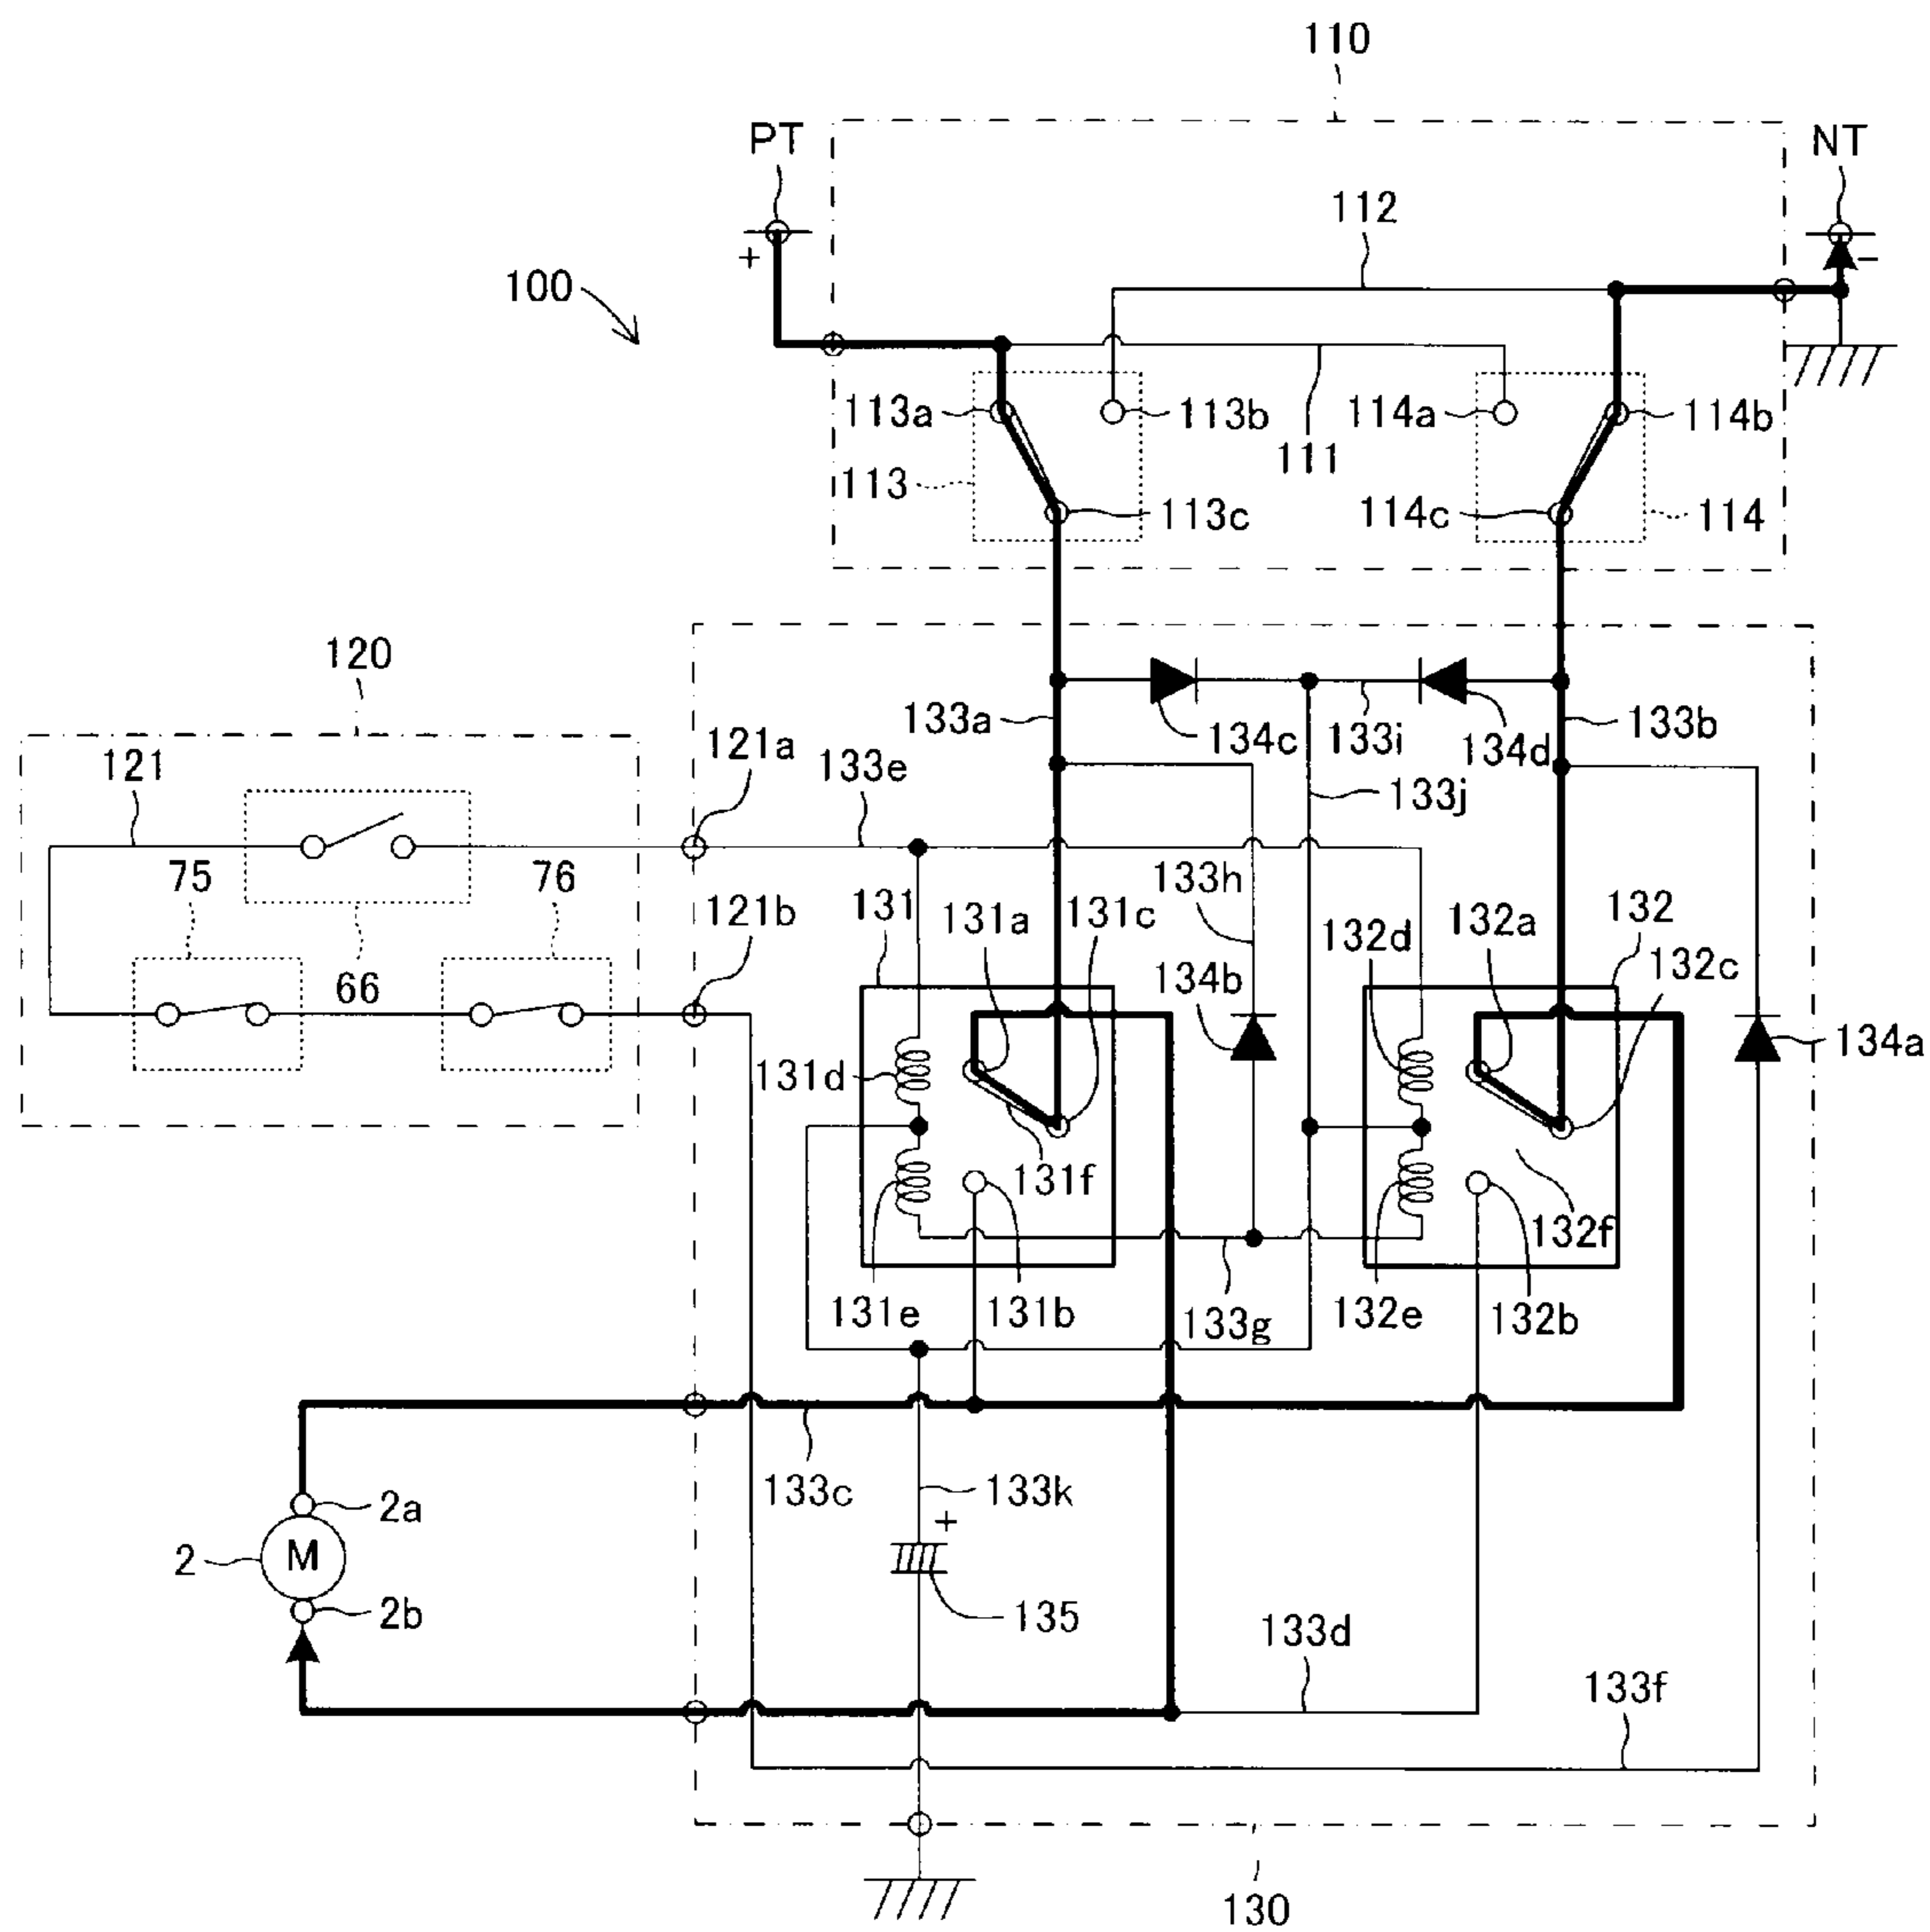 110
PT
NT
112
+
100
−
113a
113b
114a
114b
111
113
113c
114c
114
120
121a
133a
134c
133i
134d
133b
121
133e
133j
75
76
121b
133h
131
131a
131c
132d
132a
132
132c
66
134b
134a
131d
131f
132f
131e
131b
133g
132e
132b
133c
133k
2a
+
2
M
2b
135
133d
133f
130